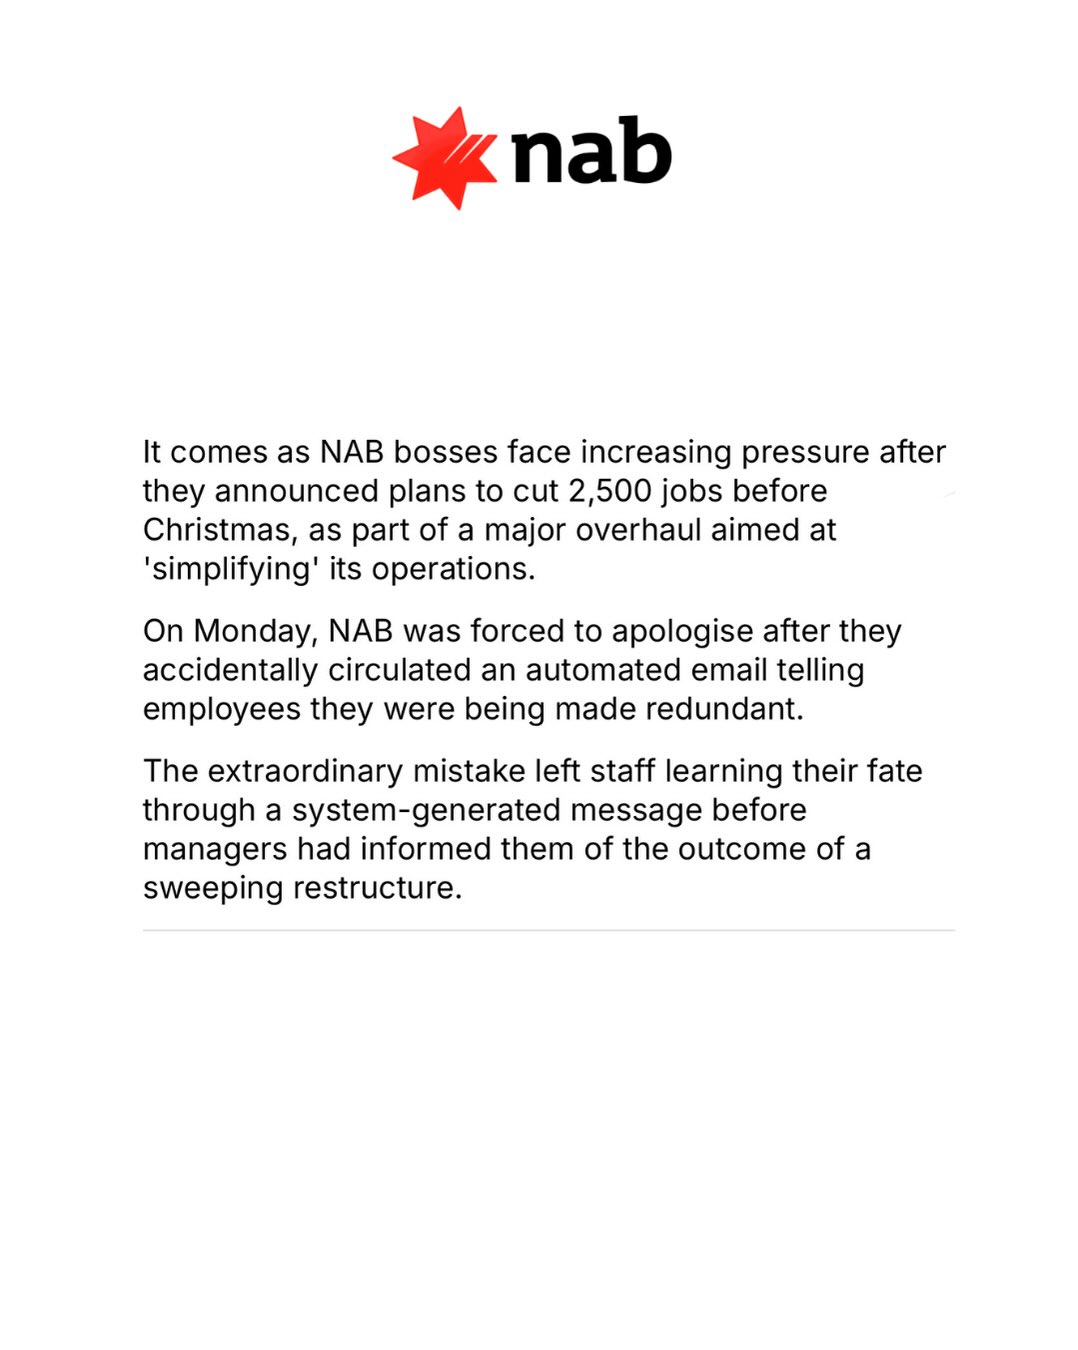 nab
It comes as NAB bosses face increasing pressure after
they announced plans to cut 2,500 jobs before
Christmas, as part of a major overhaul aimed at
'simplifying' its operations.
On Monday, NAB was forced to apologise after they
accidentally circulated an automated email telling
employees they were being made redundant.
The extraordinary mistake left staff learning their fate
through a system-generated message before
managers had informed them of the outcome of a
sweeping restructure.